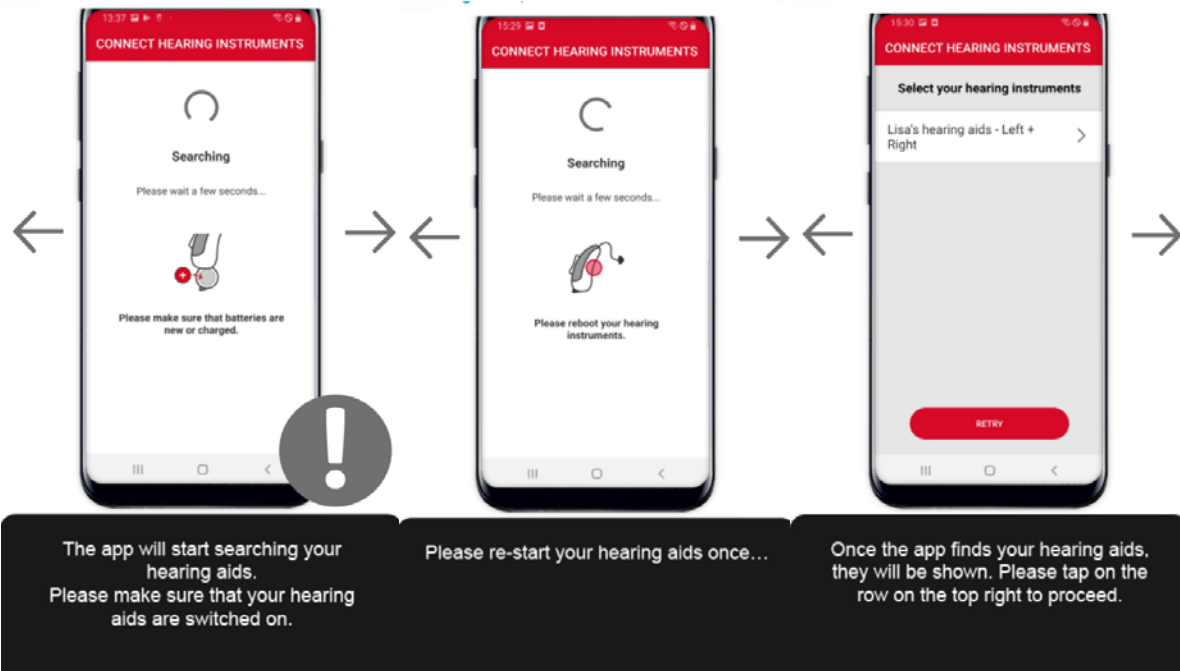 13:37
CONNECT HEARING INSTRUMENTS
Searching
Please wait a few seconds...
Please make sure that batteries are
new or charged.
The app will start searching your
hearing aids.
Please make sure that your hearing
aids are switched on.
15:29
CONNECT HEARING INSTRUMENTS
Searching
Please wait a few seconds...
Please reboot your hearing
instruments.
Please re-start your hearing aids once…
15:30
CONNECT HEARING INSTRUMENTS
Select your hearing instruments
Lisa's hearing aids - Left +
Right
RETRY
Once the app finds your hearing aids,
they will be shown. Please tap on the
row on the top right to proceed.